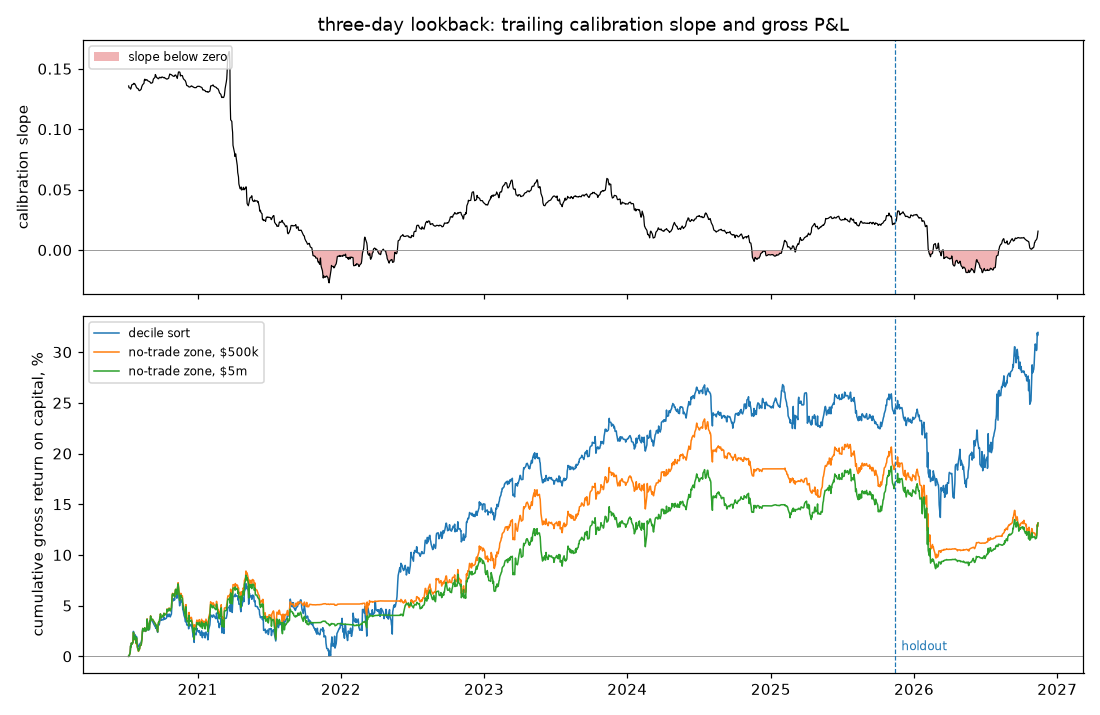 three-day lookback: trailing calibration slope and gross P&L
slope below zero
0.15
0.10
0.05
0.00
calibration slope
decile sort
no-trade zone, $500k
no-trade zone, $5m
30
25
20
15
10
5
0
cumulative gross return on capital, %
holdout
2021 2022 2023 2024 2025 2026 2027